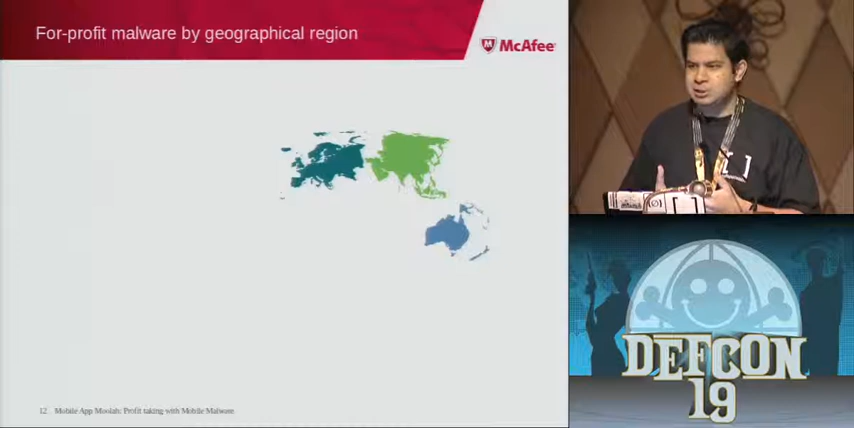 For-profit malware by geographical region
McAfee
12 Mobile App Moolah: Profit taking with Mobile Malware
DEFCON
19